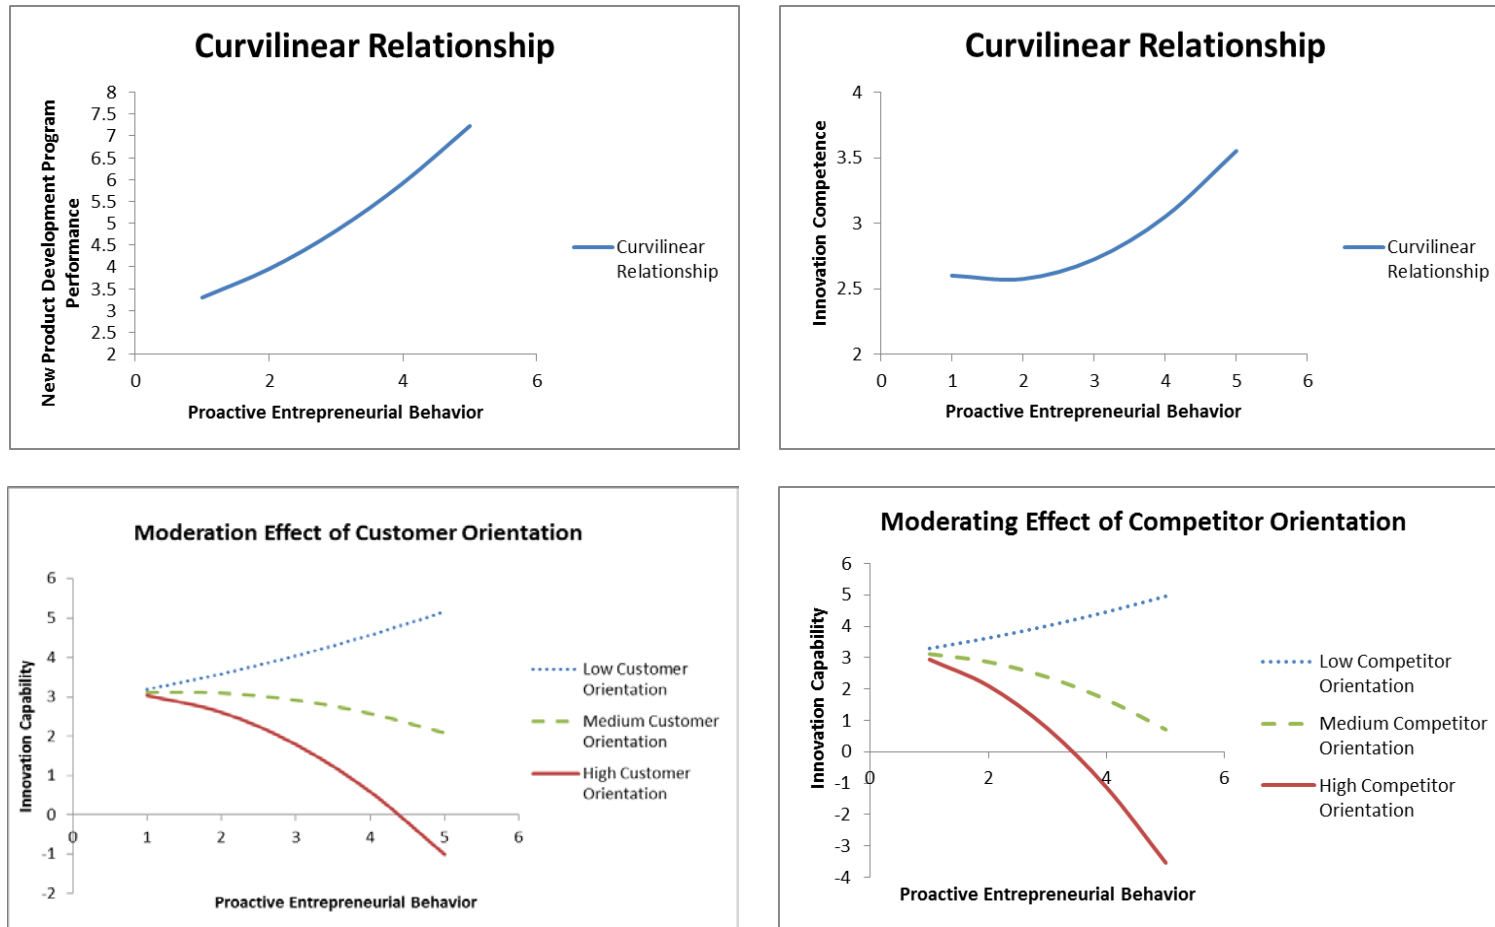 Curvilinear Relationship
New Product Development Program
Performance
8
7.5
7
6.5
6
5.5
5
4.5
4
3.5
3
2.5
2
0
2
4
6
Proactive Entrepreneurial Behavior
Curvilinear
Relationship
Curvilinear Relationship
Innovation Competence
4
3.5
3
2.5
2
0
1
2
3
4
5
6
Proactive Entrepreneurial Behavior
Curvilinear
Relationship
Moderation Effect of Customer Orientation
Innovation Capability
6
5
4
3
2
1
0
-1
-2
0
1
2
3
4
5
6
Proactive Entrepreneurial Behavior
Low Customer
Orientation
Medium Customer
Orientation
High Customer
Orientation
Moderating Effect of Competitor Orientation
Innovation Capability
6
5
4
3
2
1
0
-1
-2
-3
-4
0
2
4
6
Proactive Entrepreneurial Behavior
Low Competitor
Orientation
Medium Competitor
Orientation
High Competitor
Orientation